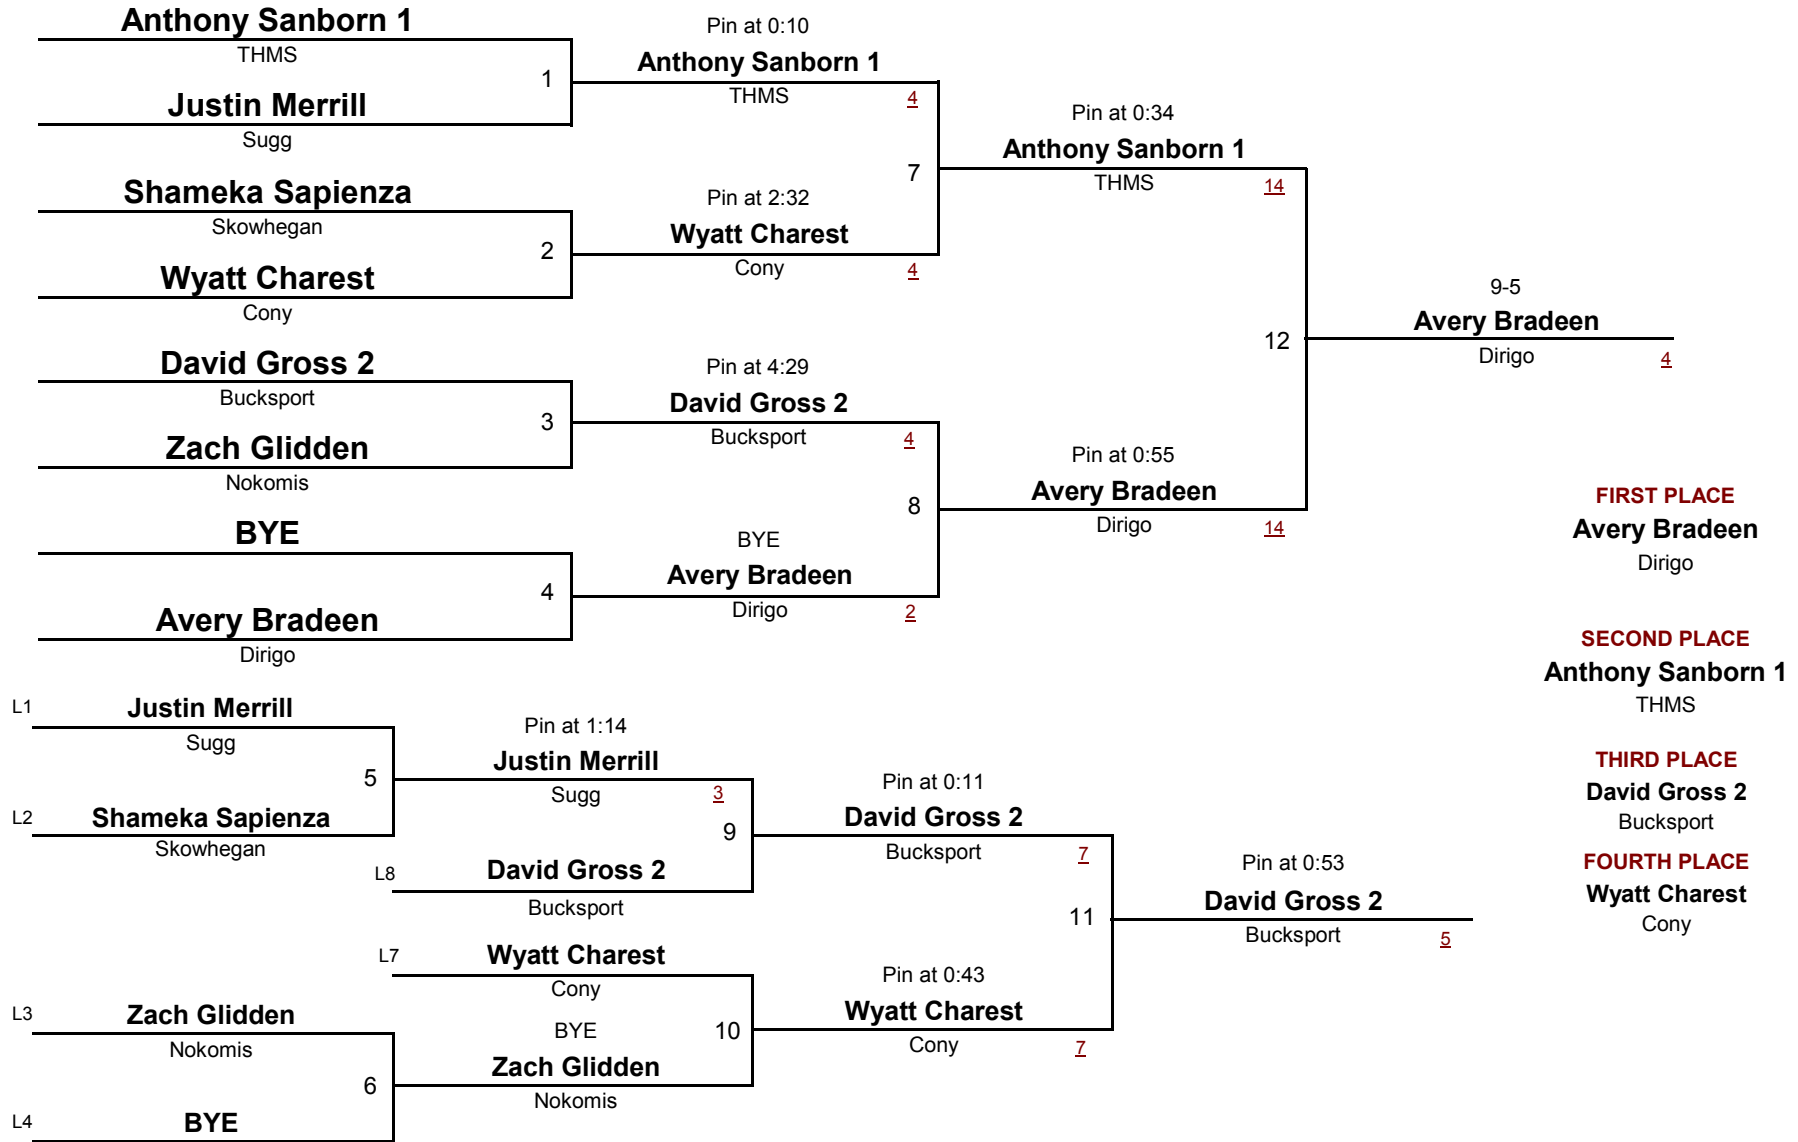 Anthony Sanborn 1
THMS
1
Justin Merrill
Sugg
Shameka Sapienza
Skowhegan
2
Wyatt Charest
Cony
David Gross 2
Bucksport
3
Zach Glidden
Nokomis
BYE
4
Avery Bradeen
Dirigo
Pin at 0:10
Anthony Sanborn 1
THMS
4
7
Pin at 2:32
Wyatt Charest
Cony
4
Pin at 4:29
David Gross 2
Bucksport
4
8
BYE
Avery Bradeen
Dirigo
2
Pin at 0:34
Anthony Sanborn 1
THMS
14
12
Pin at 0:55
Avery Bradeen
Dirigo
14
9-5
Avery Bradeen
Dirigo
4
FIRST PLACE
Avery Bradeen
Dirigo
SECOND PLACE
Anthony Sanborn 1
THMS
THIRD PLACE
David Gross 2
Bucksport
FOURTH PLACE
Wyatt Charest
Cony
L1
Justin Merrill
Sugg
5
L2
Shameka Sapienza
Skowhegan
L3
Zach Glidden
Nokomis
6
L4
BYE
Pin at 1:14
Justin Merrill
Sugg
3
9
L8
David Gross 2
Bucksport
L7
Wyatt Charest
Cony
BYE
10
Zach Glidden
Nokomis
Pin at 0:11
David Gross 2
Bucksport
7
11
Pin at 0:43
Wyatt Charest
Cony
7
Pin at 0:53
David Gross 2
Bucksport
5